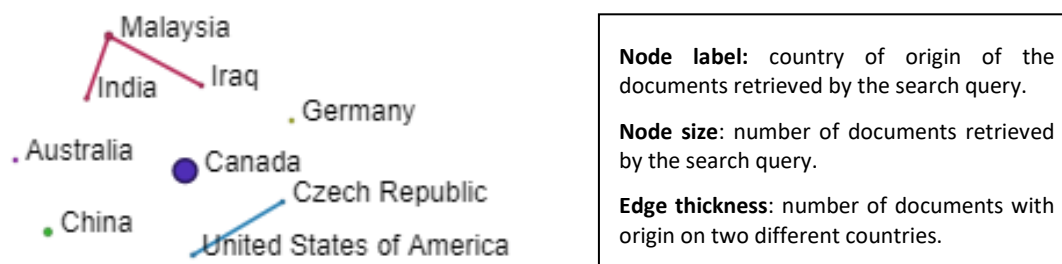 Malaysia
India
Iraq
Germany
Australia
Canada
Czech Republic
China
United States of America
Node label: country of origin of the
documents retrieved by the search query.
Node size: number of documents retrieved
by the search query.
Edge thickness: number of documents with
origin on two different countries.